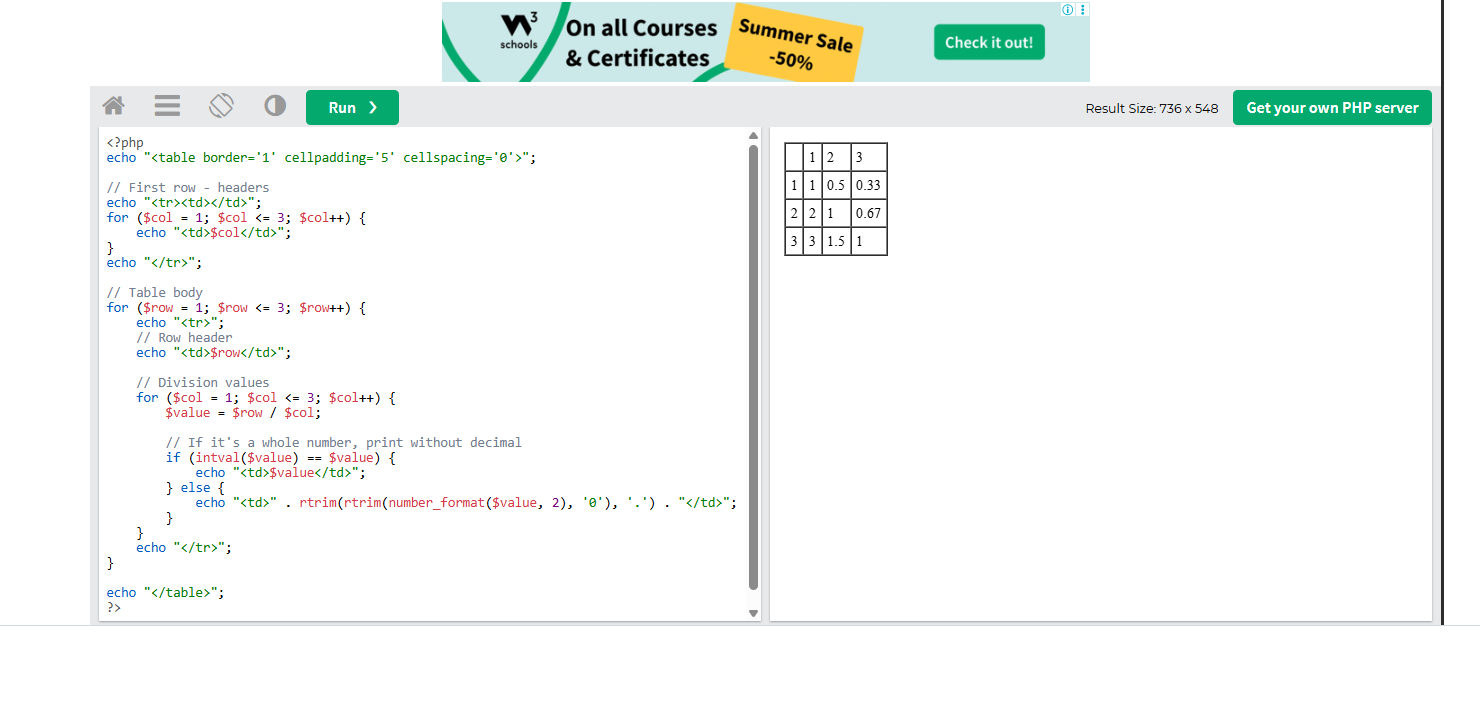 W3
schools
On all Courses
& Certificates
Summer Sale
-50%
Check it out!
Run ❯
Result Size: 736 x 548
Get your own PHP server
<?php
echo "<table border='1' cellpadding='5' cellspacing='0'>";

// First row - headers
echo "<tr><td></td>";
for ($col = 1; $col <= 3; $col++) {
    echo "<td>$col</td>";
}
echo "</tr>";

// Table body
for ($row = 1; $row <= 3; $row++) {
    echo "<tr>";
    // Row header
    echo "<td>$row</td>";

    // Division values
    for ($col = 1; $col <= 3; $col++) {
        $value = $row / $col;

        // If it's a whole number, print without decimal
        if (intval($value) == $value) {
            echo "<td>$value</td>";
        } else {
            echo "<td>" . rtrim(rtrim(number_format($value, 2), '0'), '.') . "</td>";
        }
    }
    echo "</tr>";
}

echo "</table>";
?>
1 2 3
1 1 0.5 0.33
2 2 1 0.67
3 3 1.5 1